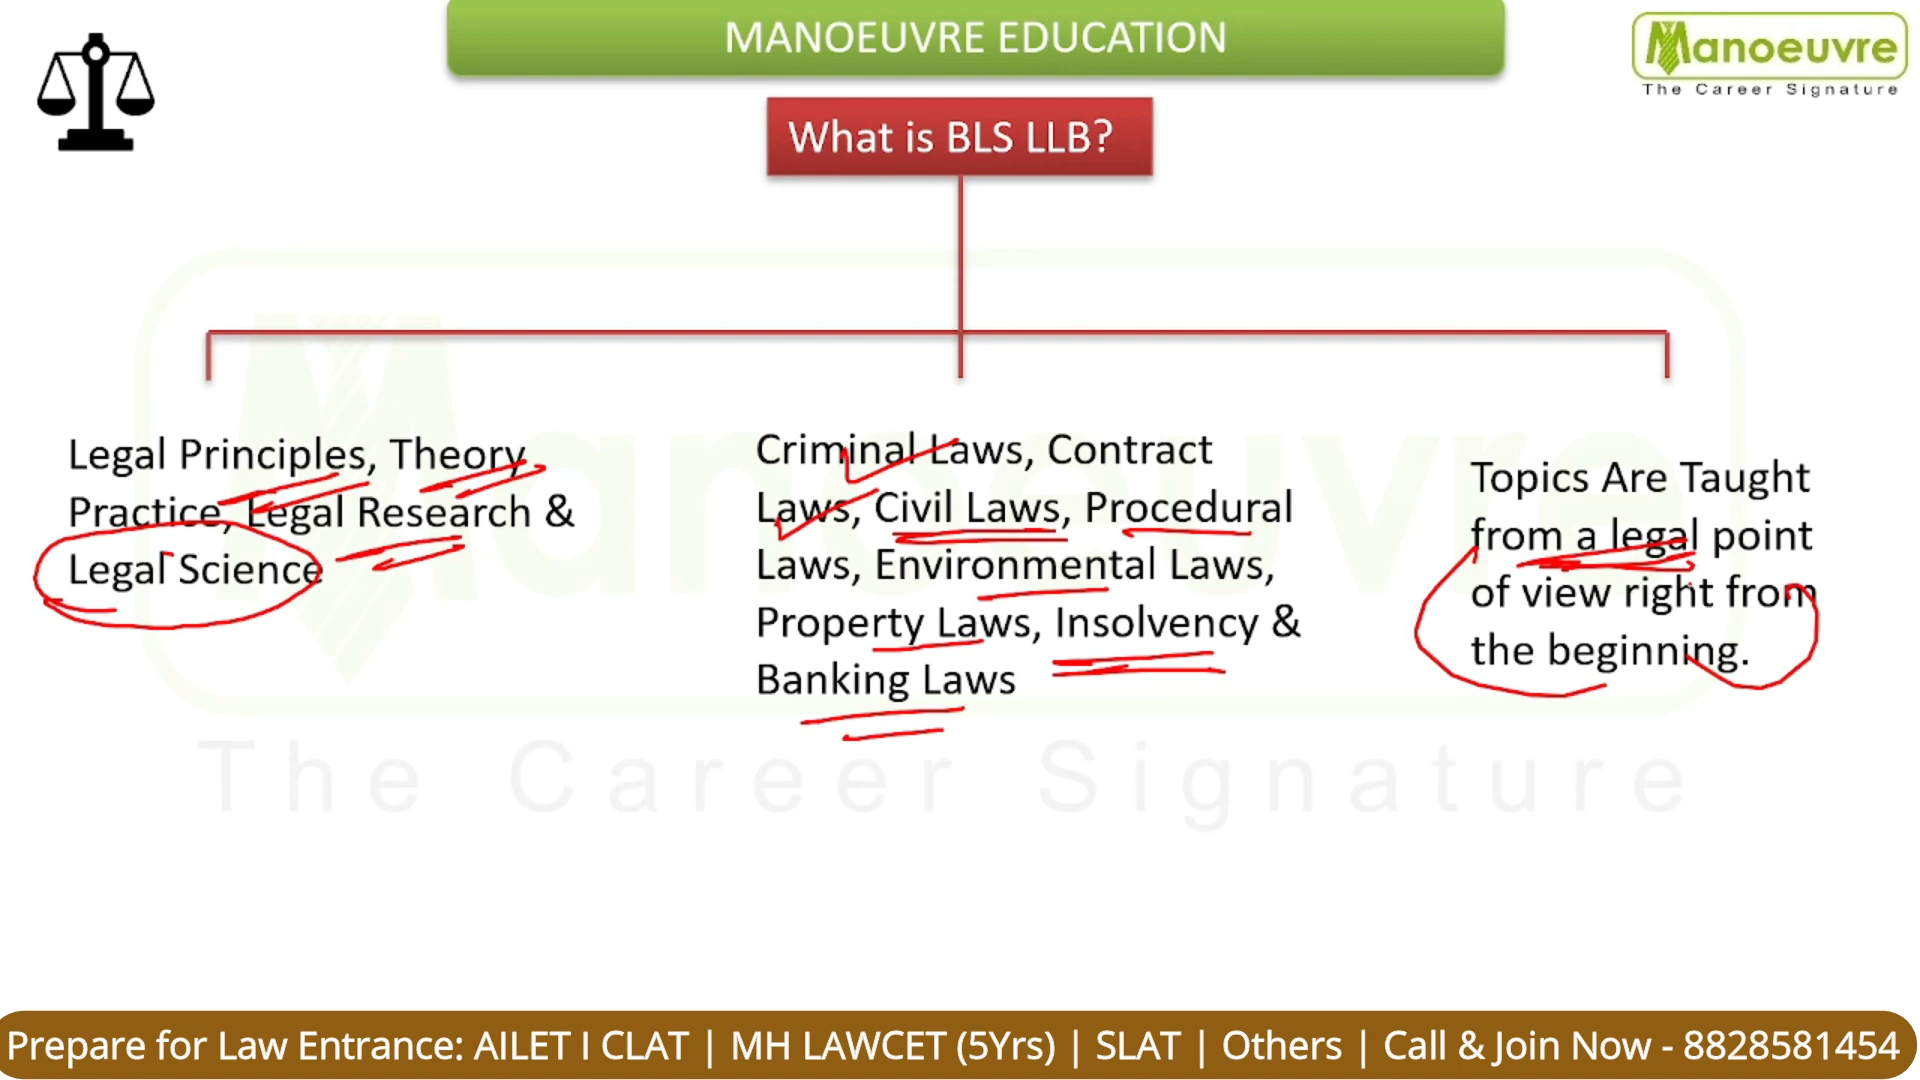 MANOEUVRE EDUCATION
Manoeuvre
The Career Signature
What is BLS LLB?
Legal Principles, Theory
Practice, Legal Research &
Legal Science
Criminal Laws, Contract
Laws, Civil Laws, Procedural
Laws, Environmental Laws,
Property Laws, Insolvency &
Banking Laws
Topics Are Taught
from a legal point
of view right from
the beginning.
Manoeuvre
The Career Signature
Prepare for Law Entrance: AILET I CLAT | MH LAWCET (5Yrs) | SLAT | Others | Call & Join Now - 8828581454